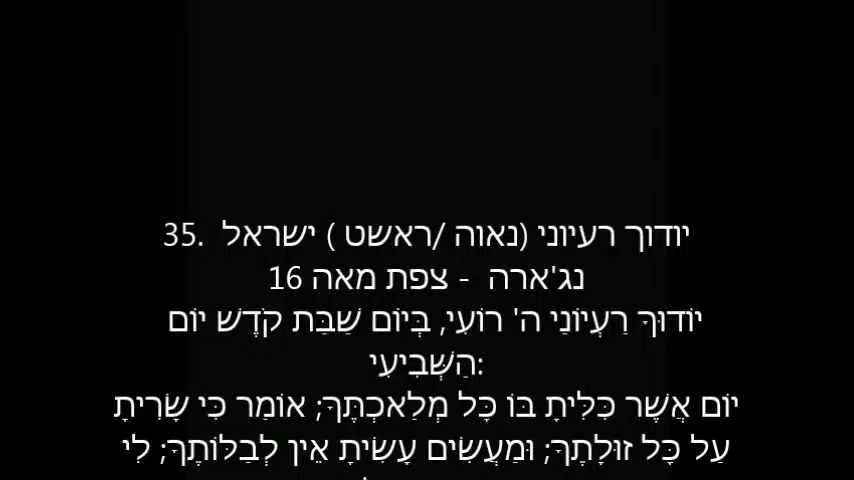 35. יודוך רעיוני (נאוה /ראשט ) ישראל
נג'ארה - צפת מאה 16
יוֹדוּךָ רַעְיוֹנַי ה' רוֹעִי, בְּיוֹם שַׁבַּת קֹדֶשׁ יוֹם
הַשְּׁבִיעִי:
יוֹם אֲשֶׁר כִּלִּיתָ בּוֹ כָּל מְלַאכְתֶּךָ; אוֹמַר כִּי שָׂרִיתָ
עַל כָּל זוּלָתֶךָ; וּמַעֲשִׂים עָשִׂיתָ אֵין לְבַלּוֹתֶךָ; לִי